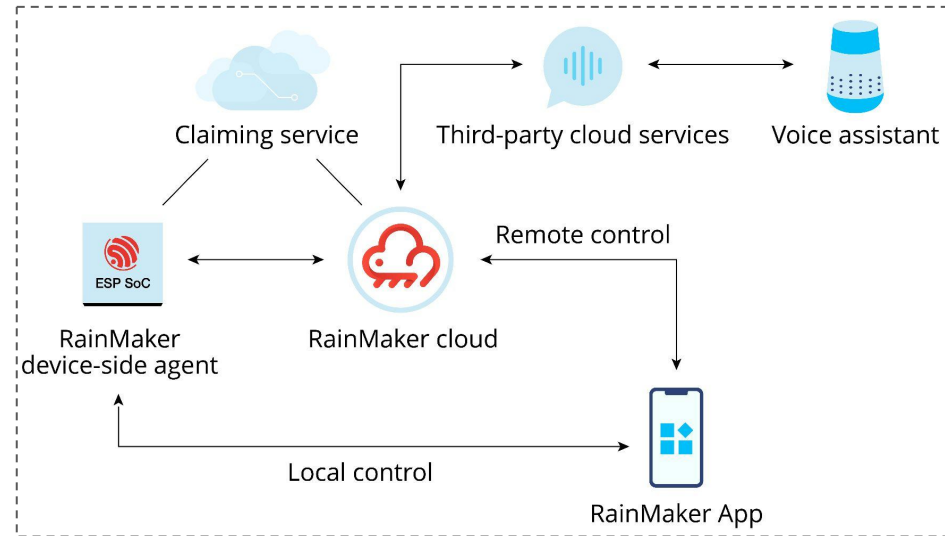 Claiming service
Third-party cloud services
Voice assistant
Remote control
ESP SoC
RainMaker
device-side agent
RainMaker cloud
Local control
RainMaker App